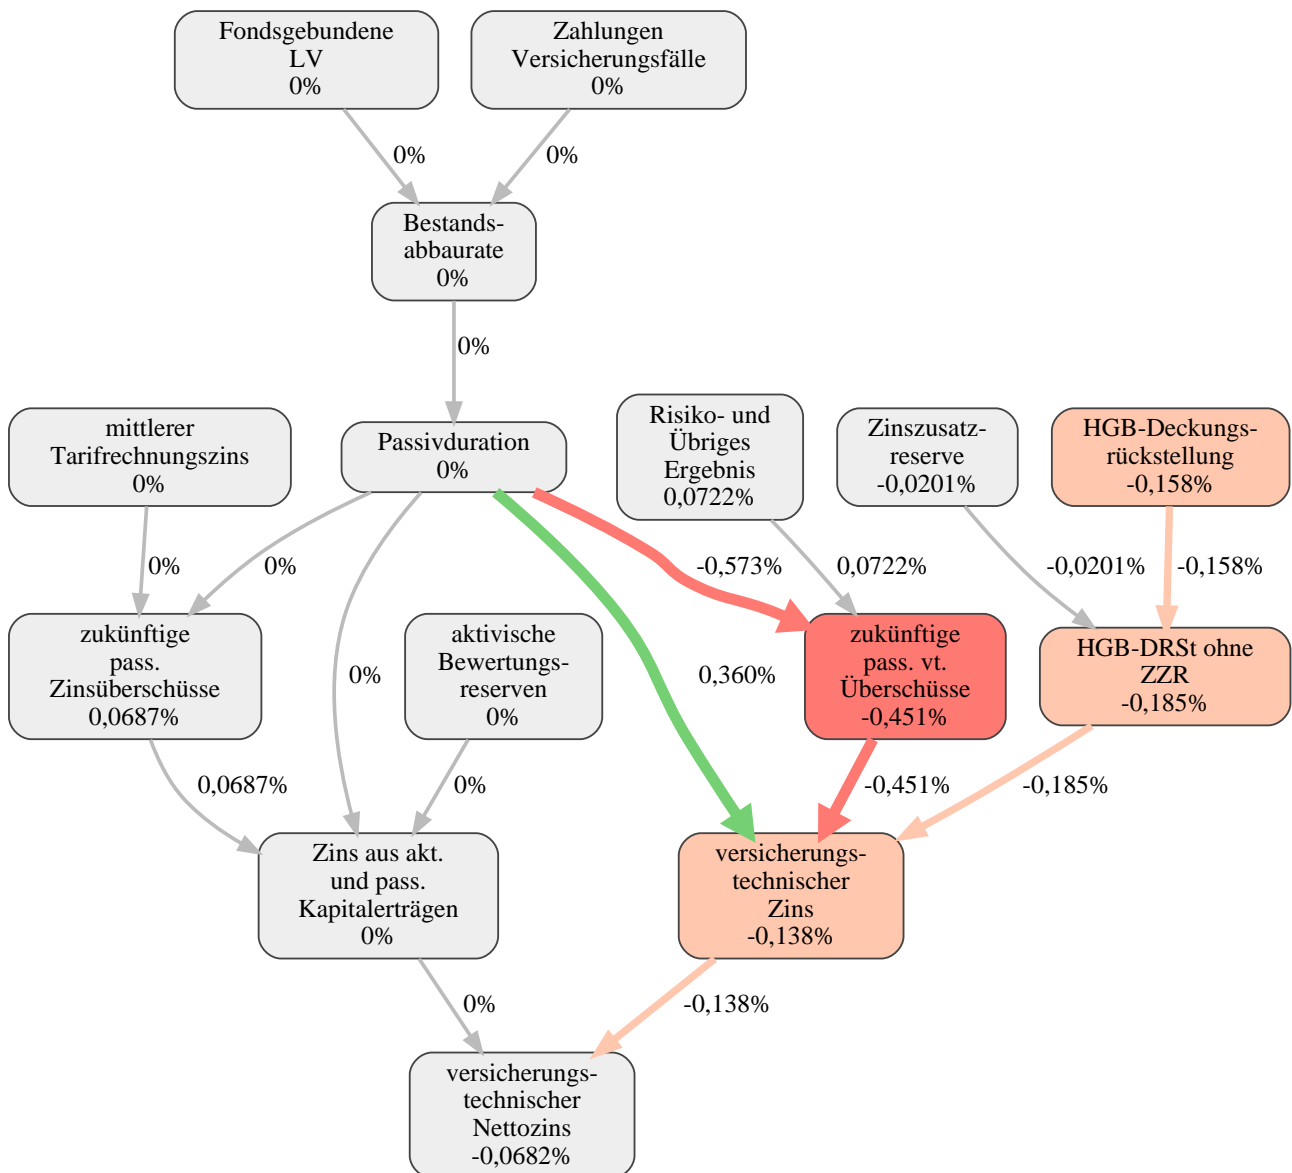 Fondsgebundene
LV
0%
Zahlungen
Versicherungsfälle
0%
0%
0%
Bestands-
abbaurate
0%
0%
mittlerer
Tarifrechnungszins
0%
Passivduration
0%
Risiko- und
Übriges
Ergebnis
0,0722%
Zinszusatz-
reserve
-0,0201%
HGB-Deckungs-
rückstellung
-0,158%
0%
0%
-0,573%
0,0722%
-0,0201%
-0,158%
zukünftige
pass.
Zinsüberschüsse
0,0687%
0%
aktivische
Bewertungs-
reserven
0%
0,360%
zukünftige
pass. vt.
Überschüsse
-0,451%
HGB-DRSt ohne
ZZR
-0,185%
0,0687%
0%
-0,451%
-0,185%
Zins aus akt.
und pass.
Kapitalerträgen
0%
versicherungs-
technischer
Zins
-0,138%
0%
-0,138%
versicherungs-
technischer
Nettozins
-0,0682%